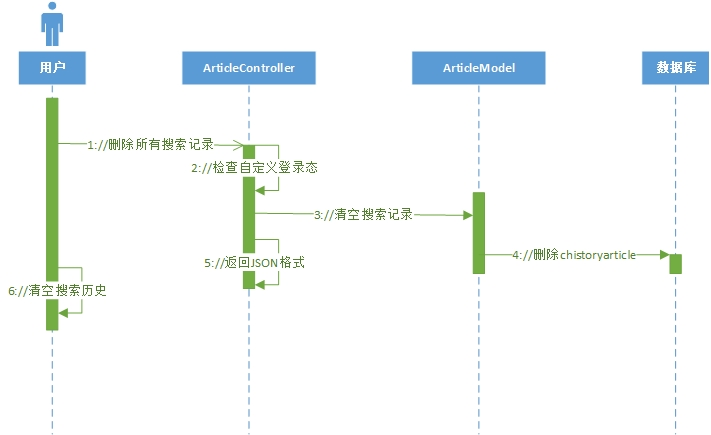 用户
ArticleController
ArticleModel
数据库
1://删除所有搜索记录
2://检查自定义登录态
3://清空搜索记录
4://删除chistoryarticle
5://返回JSON格式
6://清空搜索历史